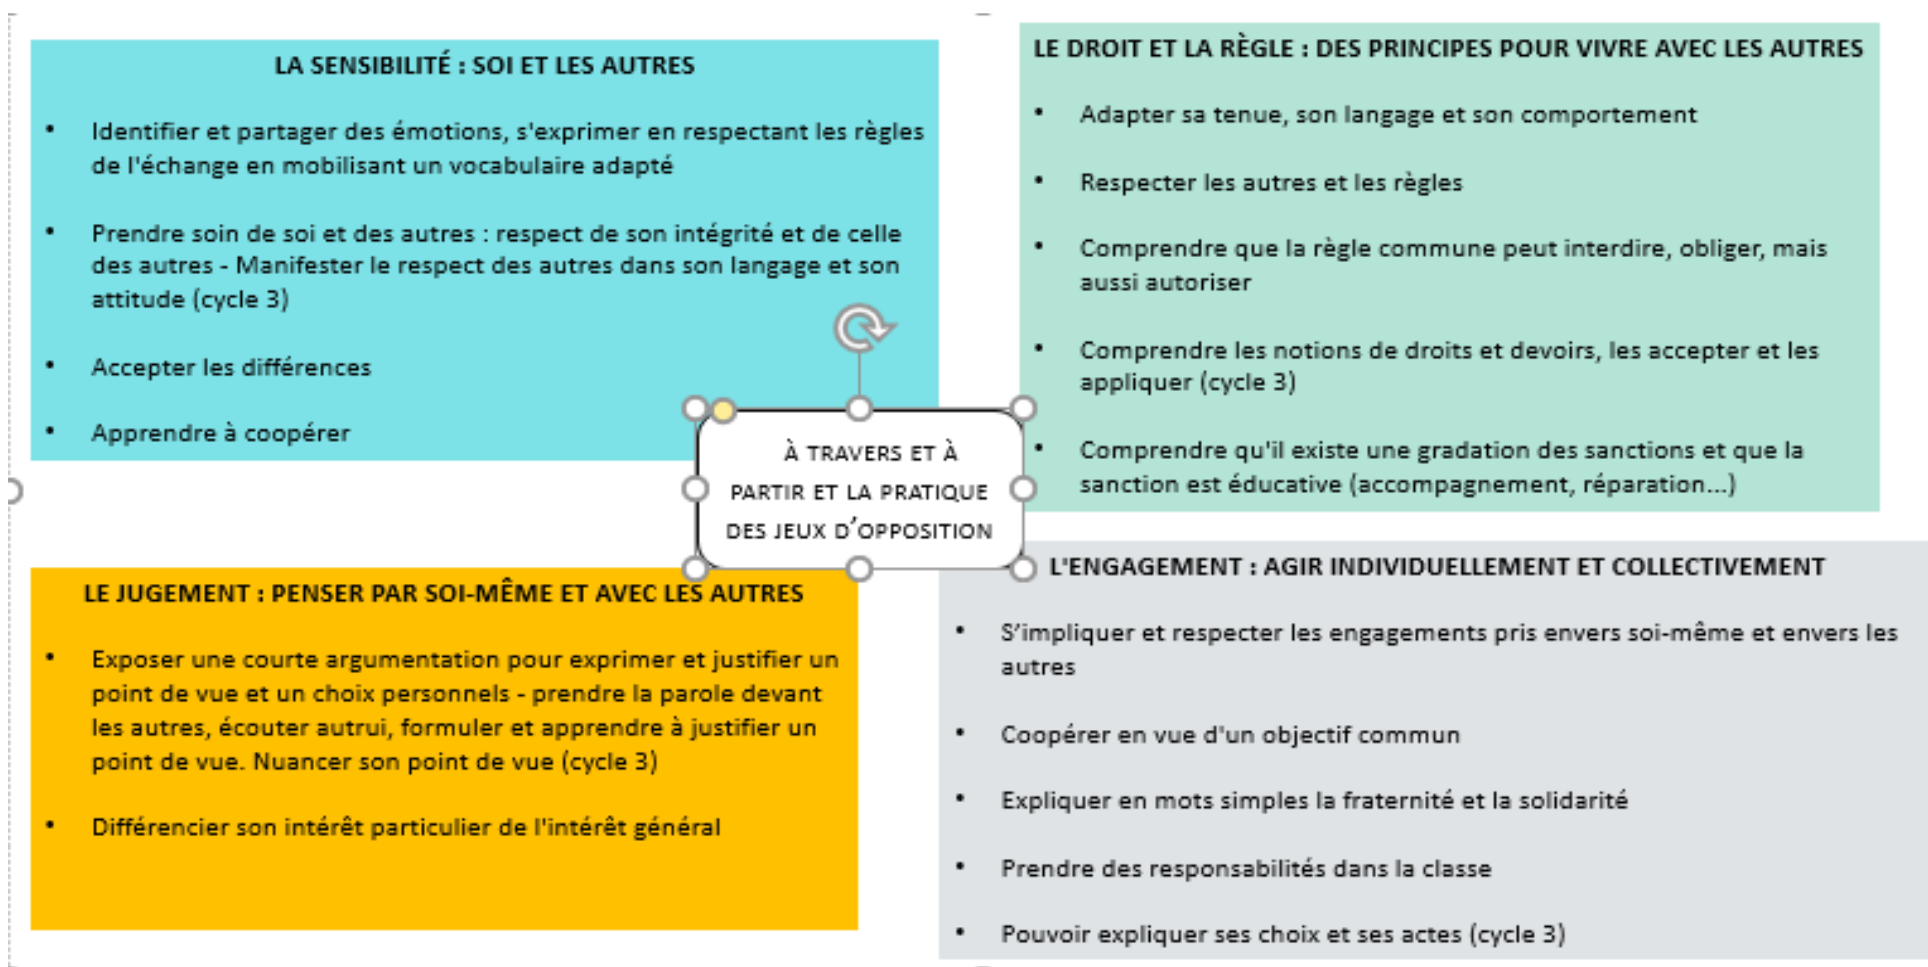 LA SENSIBILITÉ : SOI ET LES AUTRES
• Identifier et partager des émotions, s'exprimer en respectant les règles
de l'échange en mobilisant un vocabulaire adapté
• Prendre soin de soi et des autres : respect de son intégrité et de celle
des autres - Manifester le respect des autres dans son langage et son
attitude (cycle 3)
• Accepter les différences
• Apprendre à coopérer
LE DROIT ET LA RÈGLE : DES PRINCIPES POUR VIVRE AVEC LES AUTRES
• Adapter sa tenue, son langage et son comportement
• Respecter les autres et les règles
• Comprendre que la règle commune peut interdire, obliger, mais
aussi autoriser
• Comprendre les notions de droits et devoirs, les accepter et les
appliquer (cycle 3)
• Comprendre qu'il existe une gradation des sanctions et que la
sanction est éducative (accompagnement, réparation...)
À TRAVERS ET À
PARTIR ET LA PRATIQUE
DES JEUX D'OPPOSITION
LE JUGEMENT : PENSER PAR SOI-MÊME ET AVEC LES AUTRES
• Exposer une courte argumentation pour exprimer et justifier un
point de vue et un choix personnels - prendre la parole devant
les autres, écouter autrui, formuler et apprendre à justifier un
point de vue. Nuancer son point de vue (cycle 3)
• Différencier son intérêt particulier de l'intérêt général
L'ENGAGEMENT : AGIR INDIVIDUELLEMENT ET COLLECTIVEMENT
• S'impliquer et respecter les engagements pris envers soi-même et envers les
autres
• Coopérer en vue d'un objectif commun
• Expliquer en mots simples la fraternité et la solidarité
• Prendre des responsabilités dans la classe
• Pouvoir expliquer ses choix et ses actes (cycle 3)